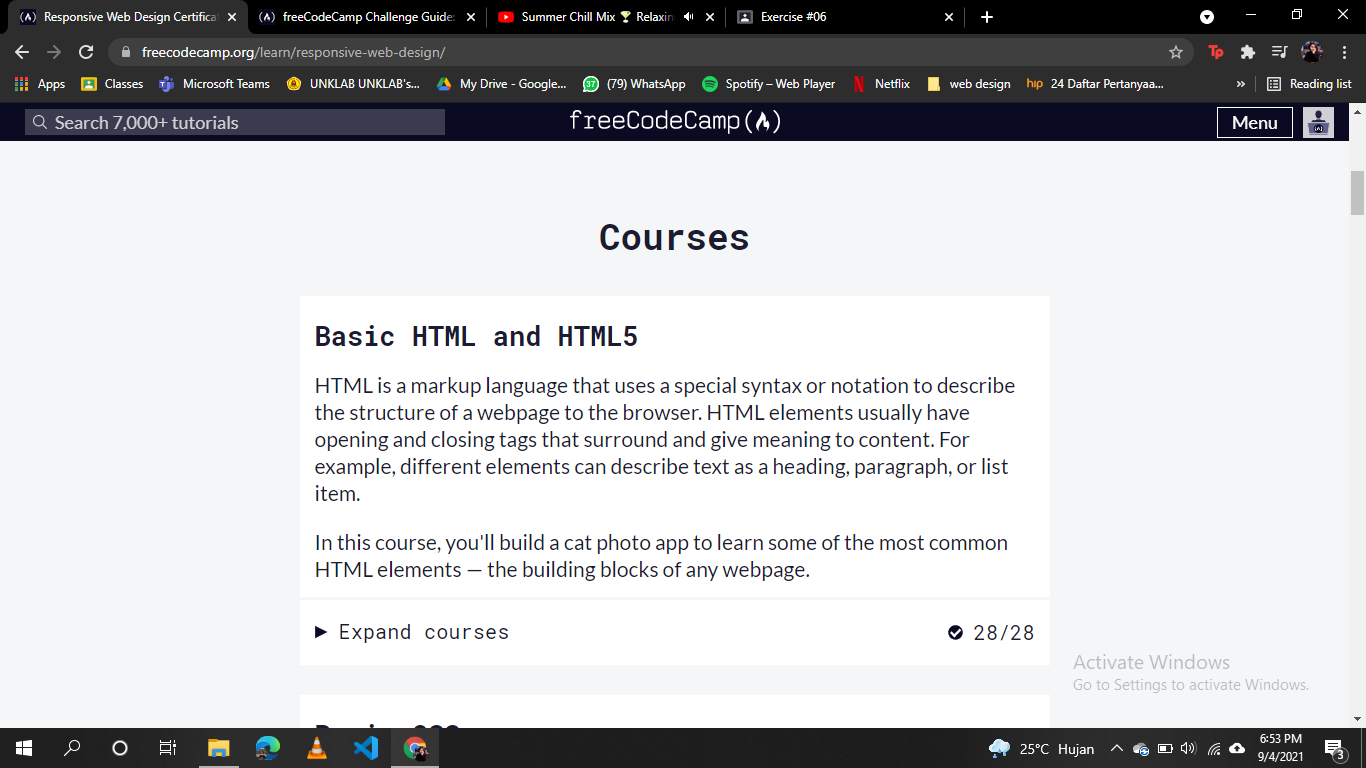 Responsive Web Design Certifica
freeCodeCamp Challenge Guide:
Summer Chill Mix 🏆 Relaxin
Exercise #06
freecodecamp.org/learn/responsive-web-design/
Apps
Classes
Microsoft Teams
UNKLAB UNKLAB's...
My Drive - Google...
(79) WhatsApp
Spotify – Web Player
Netflix
web design
hip 24 Daftar Pertanyaa...
»
Reading list
Search 7,000+ tutorials
freeCodeCamp(🔥)
Menu
Courses
Basic HTML and HTML5
HTML is a markup language that uses a special syntax or notation to describe
the structure of a webpage to the browser. HTML elements usually have
opening and closing tags that surround and give meaning to content. For
example, different elements can describe text as a heading, paragraph, or list
item.
In this course, you'll build a cat photo app to learn some of the most common
HTML elements — the building blocks of any webpage.
Expand courses
28/28
Activate Windows
Go to Settings to activate Windows.
25°C Hujan
6:53 PM
9/4/2021
3